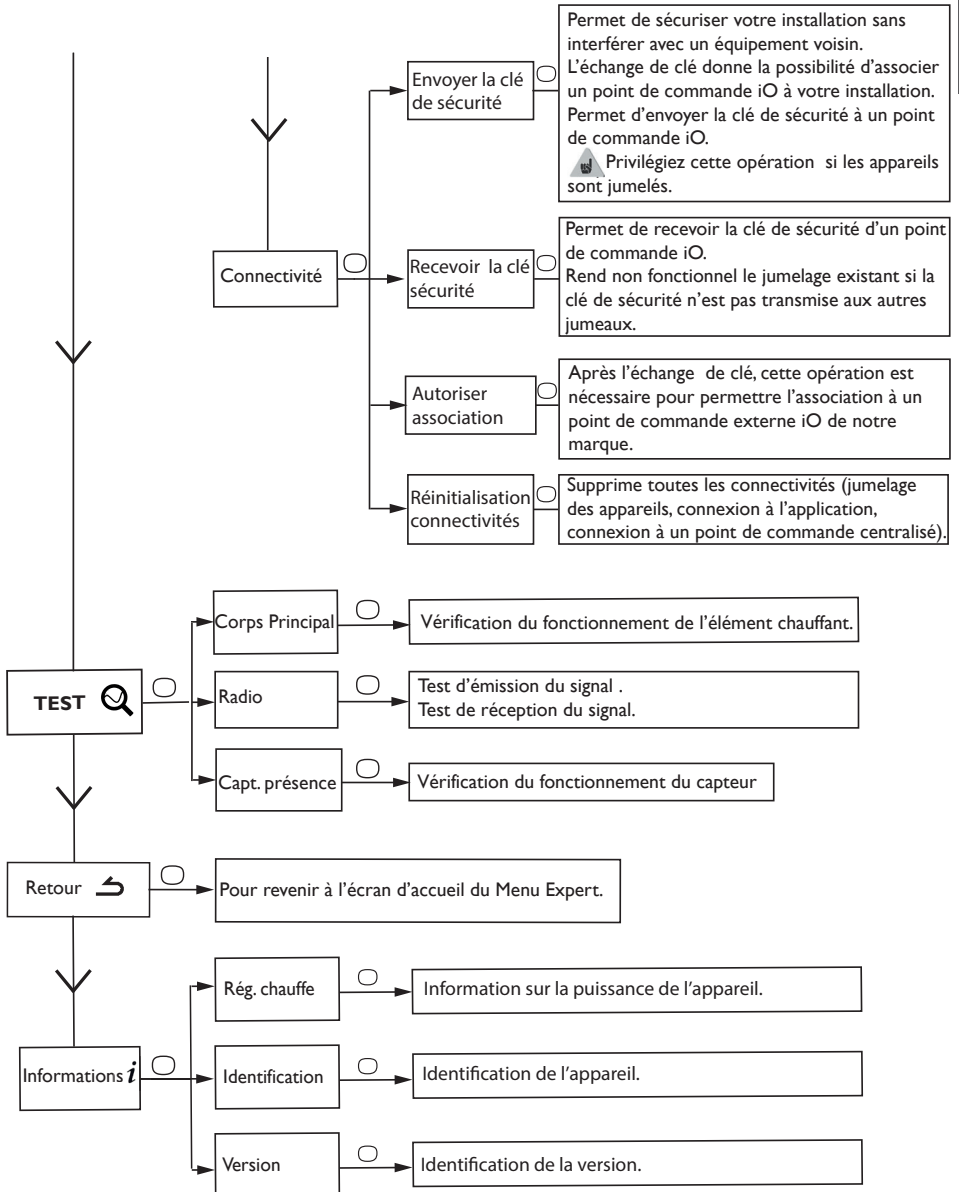 Envoyer la clé
de sécurité
Permet de sécuriser votre installation sans
interférer avec un équipement voisin.
L'échange de clé donne la possibilité d'associer
un point de commande iO à votre installation.
Permet d'envoyer la clé de sécurité à un point
de commande iO.
Privilégiez cette opération si les appareils
sont jumelés.
Connectivité
Recevoir la clé
sécurité
Permet de recevoir la clé de sécurité d'un point
de commande iO.
Rend non fonctionnel le jumelage existant si la
clé de sécurité n'est pas transmise aux autres
jumeaux.
Autoriser
association
Après l'échange de clé, cette opération est
nécessaire pour permettre l'association à un
point de commande externe iO de notre
marque.
Réinitialisation
connectivités
Supprime toutes les connectivités (jumelage
des appareils, connexion à l'application,
connexion à un point de commande centralisé).
TEST
Corps Principal
Vérification du fonctionnement de l'élément chauffant.
Radio
Test d'émission du signal .
Test de réception du signal.
Capt. présence
Vérification du fonctionnement du capteur
Retour
Pour revenir à l'écran d'accueil du Menu Expert.
Informations i
Rég. chauffe
Information sur la puissance de l'appareil.
Identification
Identification de l'appareil.
Version
Identification de la version.